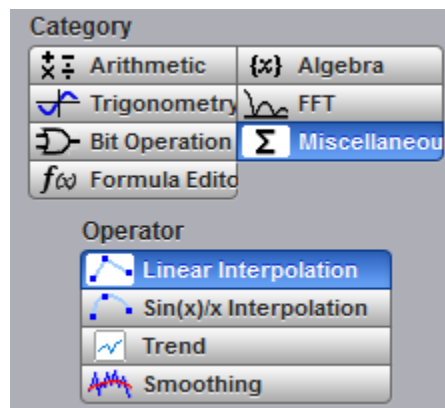 Category
Arithmetic
{x} Algebra
Trigonometry
FFT
Bit Operation
Σ Miscellaneou
f(x) Formula Edito
Operator
Linear Interpolation
Sin(x)/x Interpolation
Trend
Smoothing